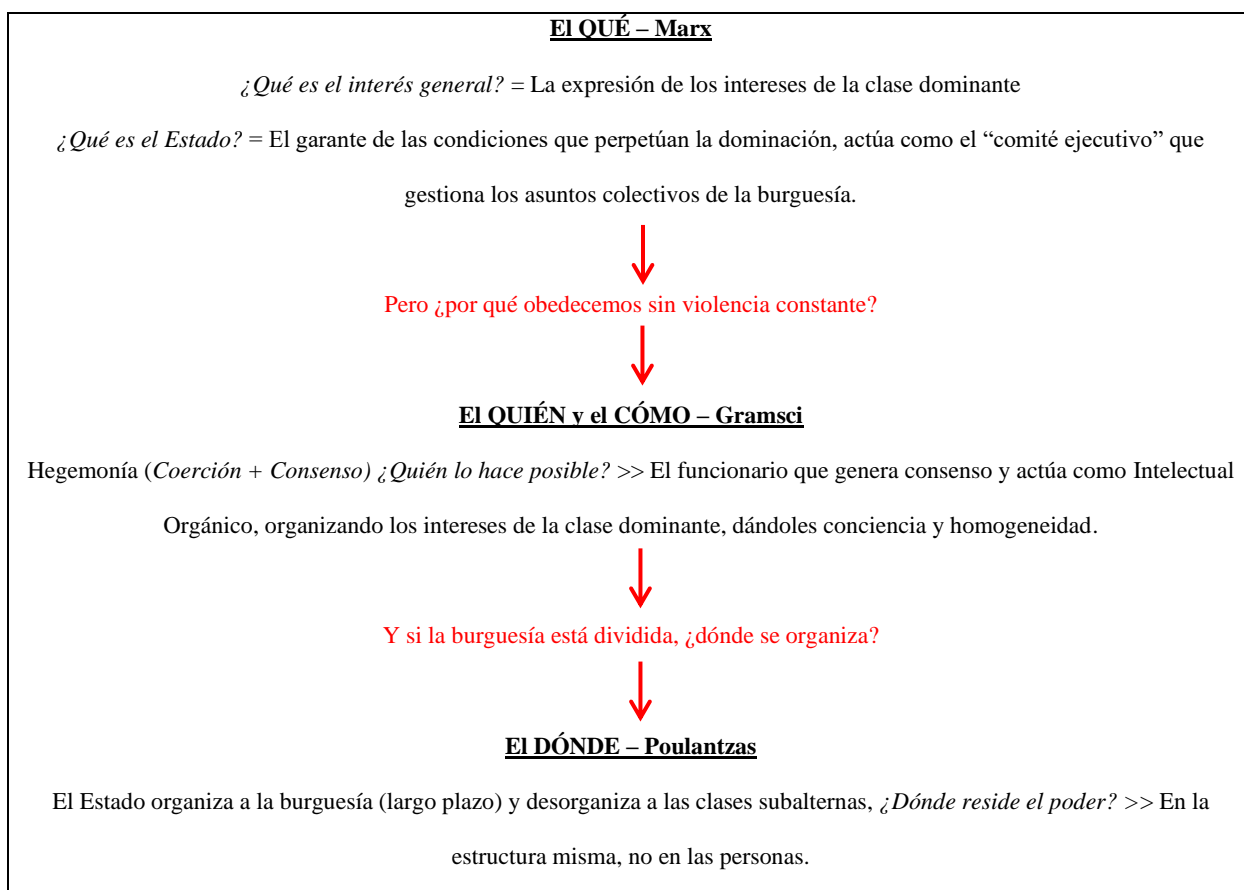 El QUÉ – Marx
¿Qué es el interés general? = La expresión de los intereses de la clase dominante
¿Qué es el Estado? = El garante de las condiciones que perpetúan la dominación, actúa como el “comité ejecutivo” que
gestiona los asuntos colectivos de la burguesía.
Pero ¿por qué obedecemos sin violencia constante?
El QUIÉN y el CÓMO – Gramsci
Hegemonía (Coerción + Consenso) ¿Quién lo hace posible? >> El funcionario que genera consenso y actúa como Intelectual
Orgánico, organizando los intereses de la clase dominante, dándoles conciencia y homogeneidad.
Y si la burguesía está dividida, ¿dónde se organiza?
El DÓNDE – Poulantzas
El Estado organiza a la burguesía (largo plazo) y desorganiza a las clases subalternas, ¿Dónde reside el poder? >> En la
estructura misma, no en las personas.